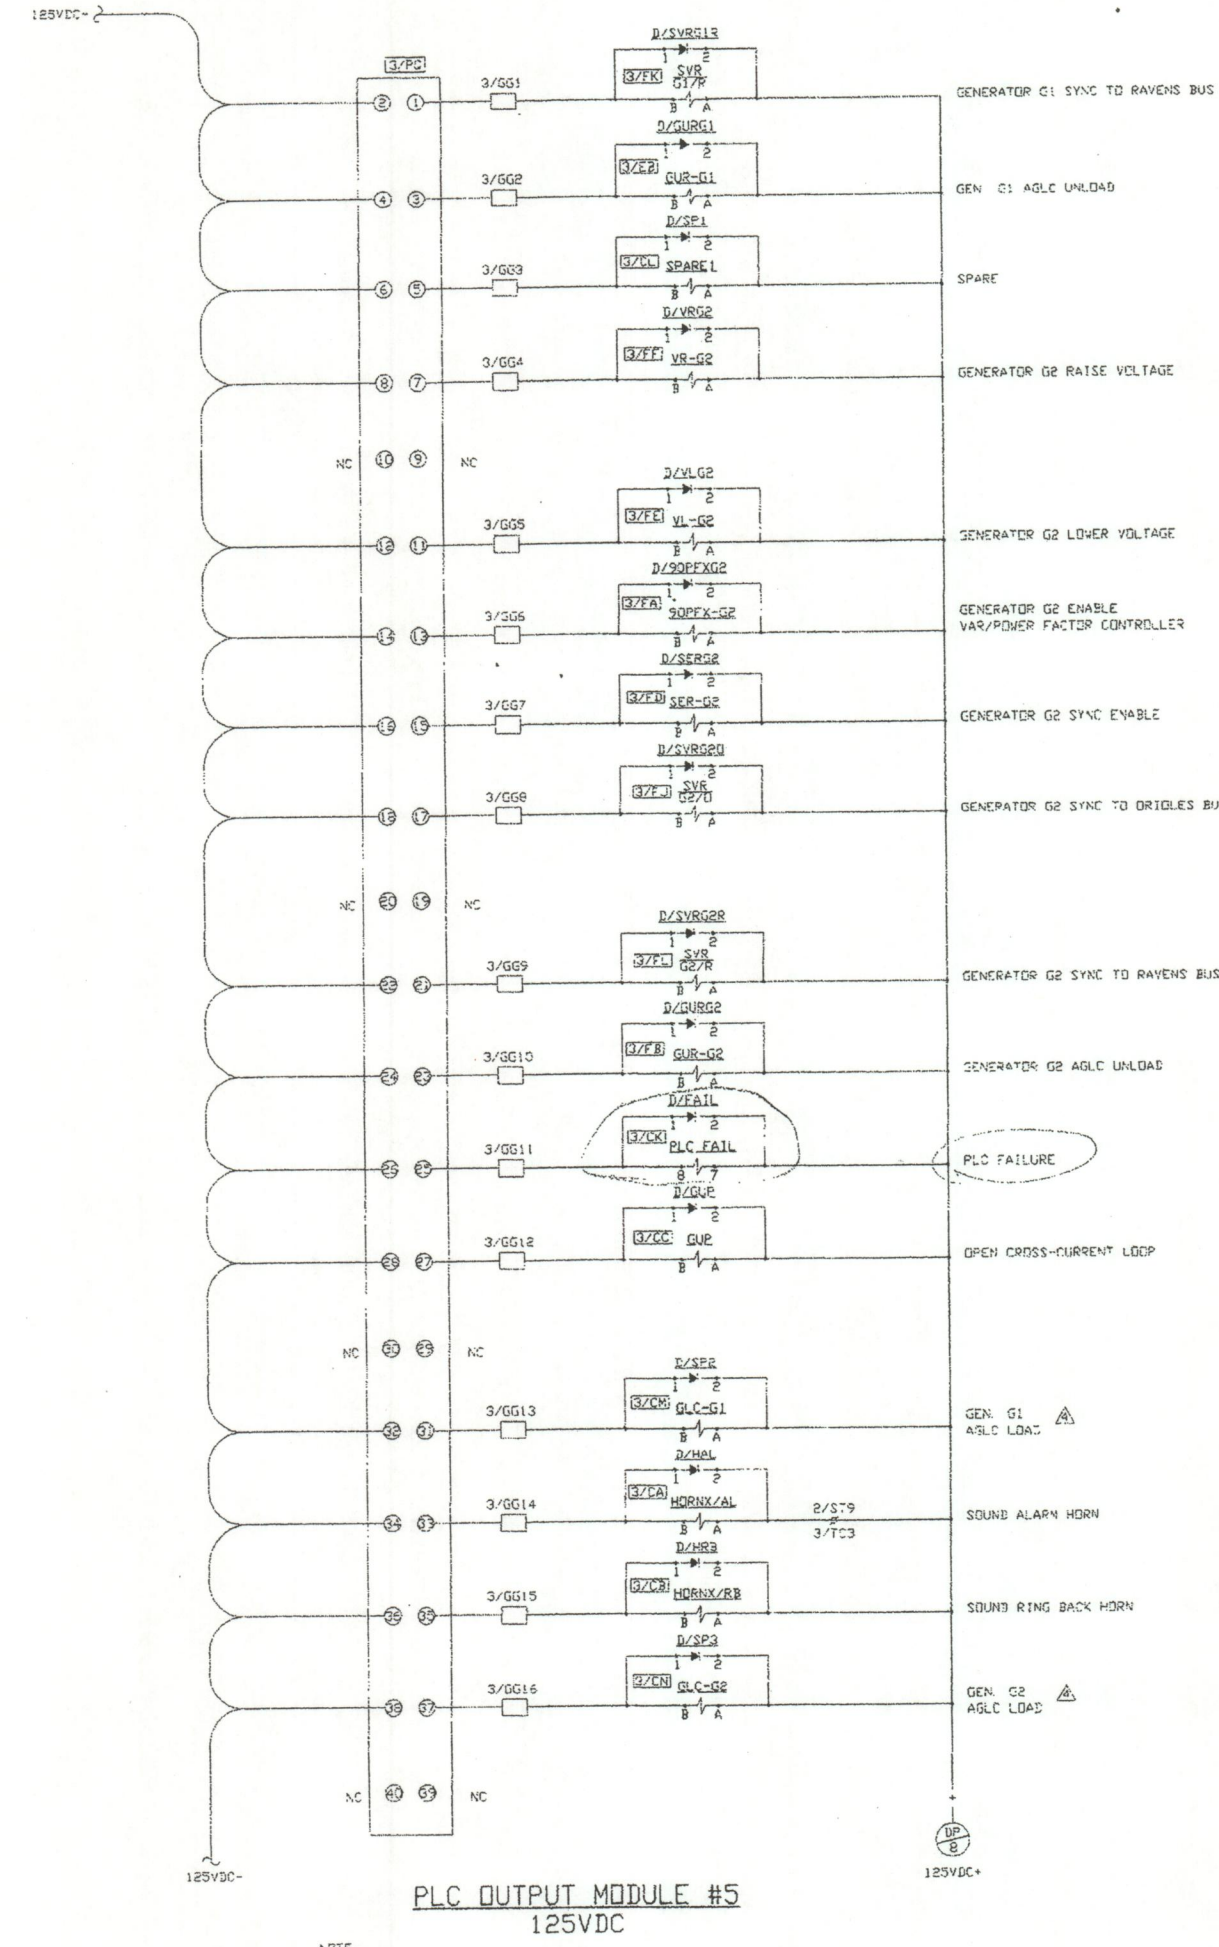 125VDC-
3/PC
D/SVRG1R
1 2
3/FK SVR
G1/R
3/GG1
2 1
B A
GENERATOR G1 SYNC TO RAVENS BUS
D/GURG1
1 2
GUR-G1
3/GG2
4 3
B A
GEN G1 AGLC UNLOAD
D/SP1
1 2
3/CL SPARE1
3/GG3
6 5
B A
SPARE
D/VRG2
1 2
3/FF VR-G2
3/GG4
8 7
B A
GENERATOR G2 RAISE VOLTAGE
NC 10 9 NC
D/VLG2
1 2
3/FE VL-G2
3/GG5
12 11
B A
GENERATOR G2 LOWER VOLTAGE
D/90PFXG2
1 2
3/FA 90PFX-G2
3/GG6
14 13
B A
GENERATOR G2 ENABLE
VAR/POWER FACTOR CONTROLLER
D/SERG2
1 2
3/FD SER-G2
3/GG7
16 15
B A
GENERATOR G2 SYNC ENABLE
D/SVRG2O
1 2
3/FJ SVR
G2/O
3/GG8
18 17
B A
GENERATOR G2 SYNC TO ORIOLES BU
NC 20 19 NC
D/SVRG2R
1 2
3/FL SVR
G2/R
3/GG9
22 21
B A
GENERATOR G2 SYNC TO RAVENS BUS
D/GURG2
1 2
3/FB GUR-G2
3/GG10
24 23
B A
GENERATOR G2 AGLC UNLOAD
D/FAIL
1 2
3/CK PLC FAIL
3/GG11
26 25
8 7
PLC FAILURE
D/GUP
1 2
3/CC GUP
3/GG12
28 27
B A
OPEN CROSS-CURRENT LOOP
NC 30 29 NC
D/SP2
1 2
3/CM GLC-G1
3/GG13
32 31
B A
GEN. G1 4
AGLC LOAD
D/HAL
1 2
3/CA HORNX/AL
3/GG14
34 33
B A
2/ST9
3/TC3
SOUND ALARM HORN
D/HRB
1 2
3/CB HORNX/RB
3/GG15
36 35
B A
SOUND RING BACK HORN
D/SP3
1 2
3/CN GLC-G2
3/GG16
38 37
B A
GEN. G2 4
AGLC LOAD
NC 40 39 NC
+
DP
8
125VDC-
125VDC+
PLC OUTPUT MODULE #5
125VDC